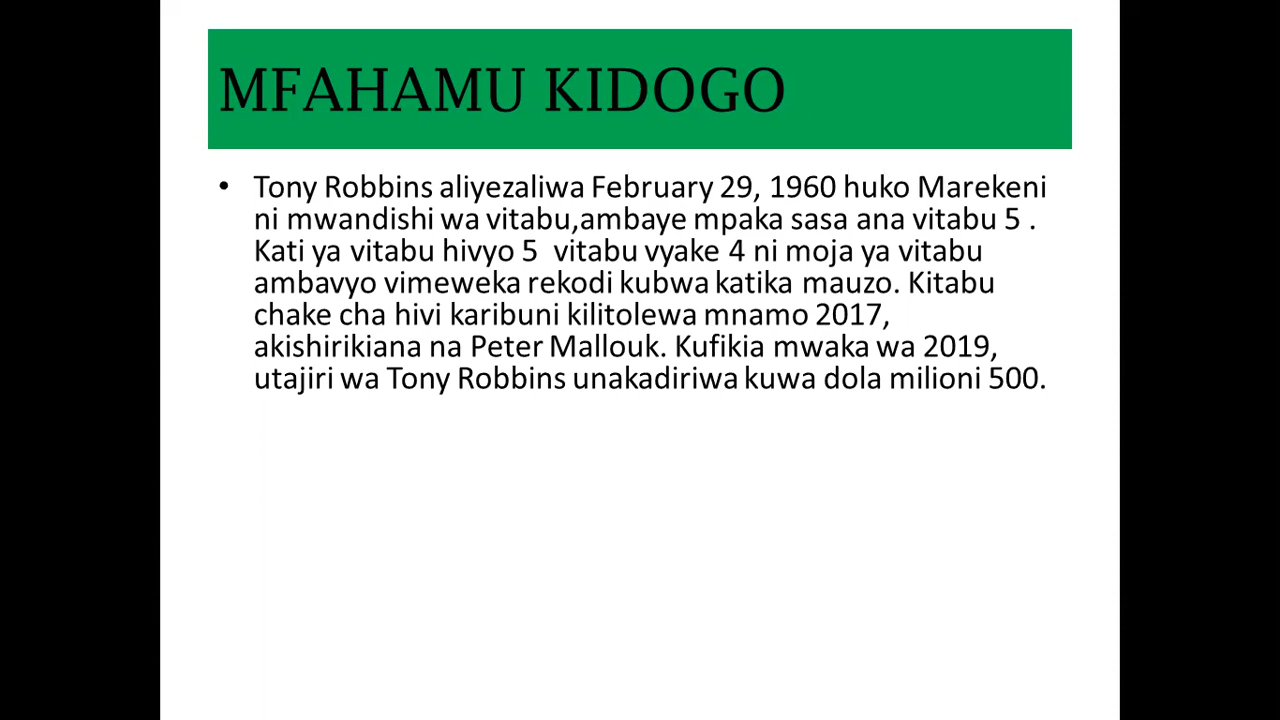 MFAHAMU KIDOGO
• Tony Robbins aliyezaliwa February 29, 1960 huko Marekeni
ni mwandishi wa vitabu,ambaye mpaka sasa ana vitabu 5 .
Kati ya vitabu hivyo 5  vitabu vyake 4 ni moja ya vitabu
ambavyo vimeweka rekodi kubwa katika mauzo. Kitabu
chake cha hivi karibuni kilitolewa mnamo 2017,
akishirikiana na Peter Mallouk. Kufikia mwaka wa 2019,
utajiri wa Tony Robbins unakadiriwa kuwa dola milioni 500.